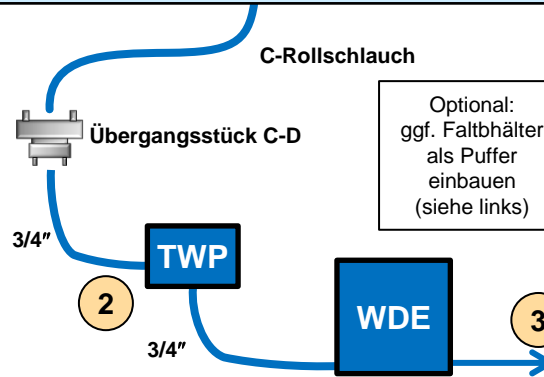 C-Rollschlauch
Optional:
ggf. Faltbhälter
als Puffer
einbauen
(siehe links)
Übergangsstück C-D
3/4″
TWP
2
WDE
3
3/4″